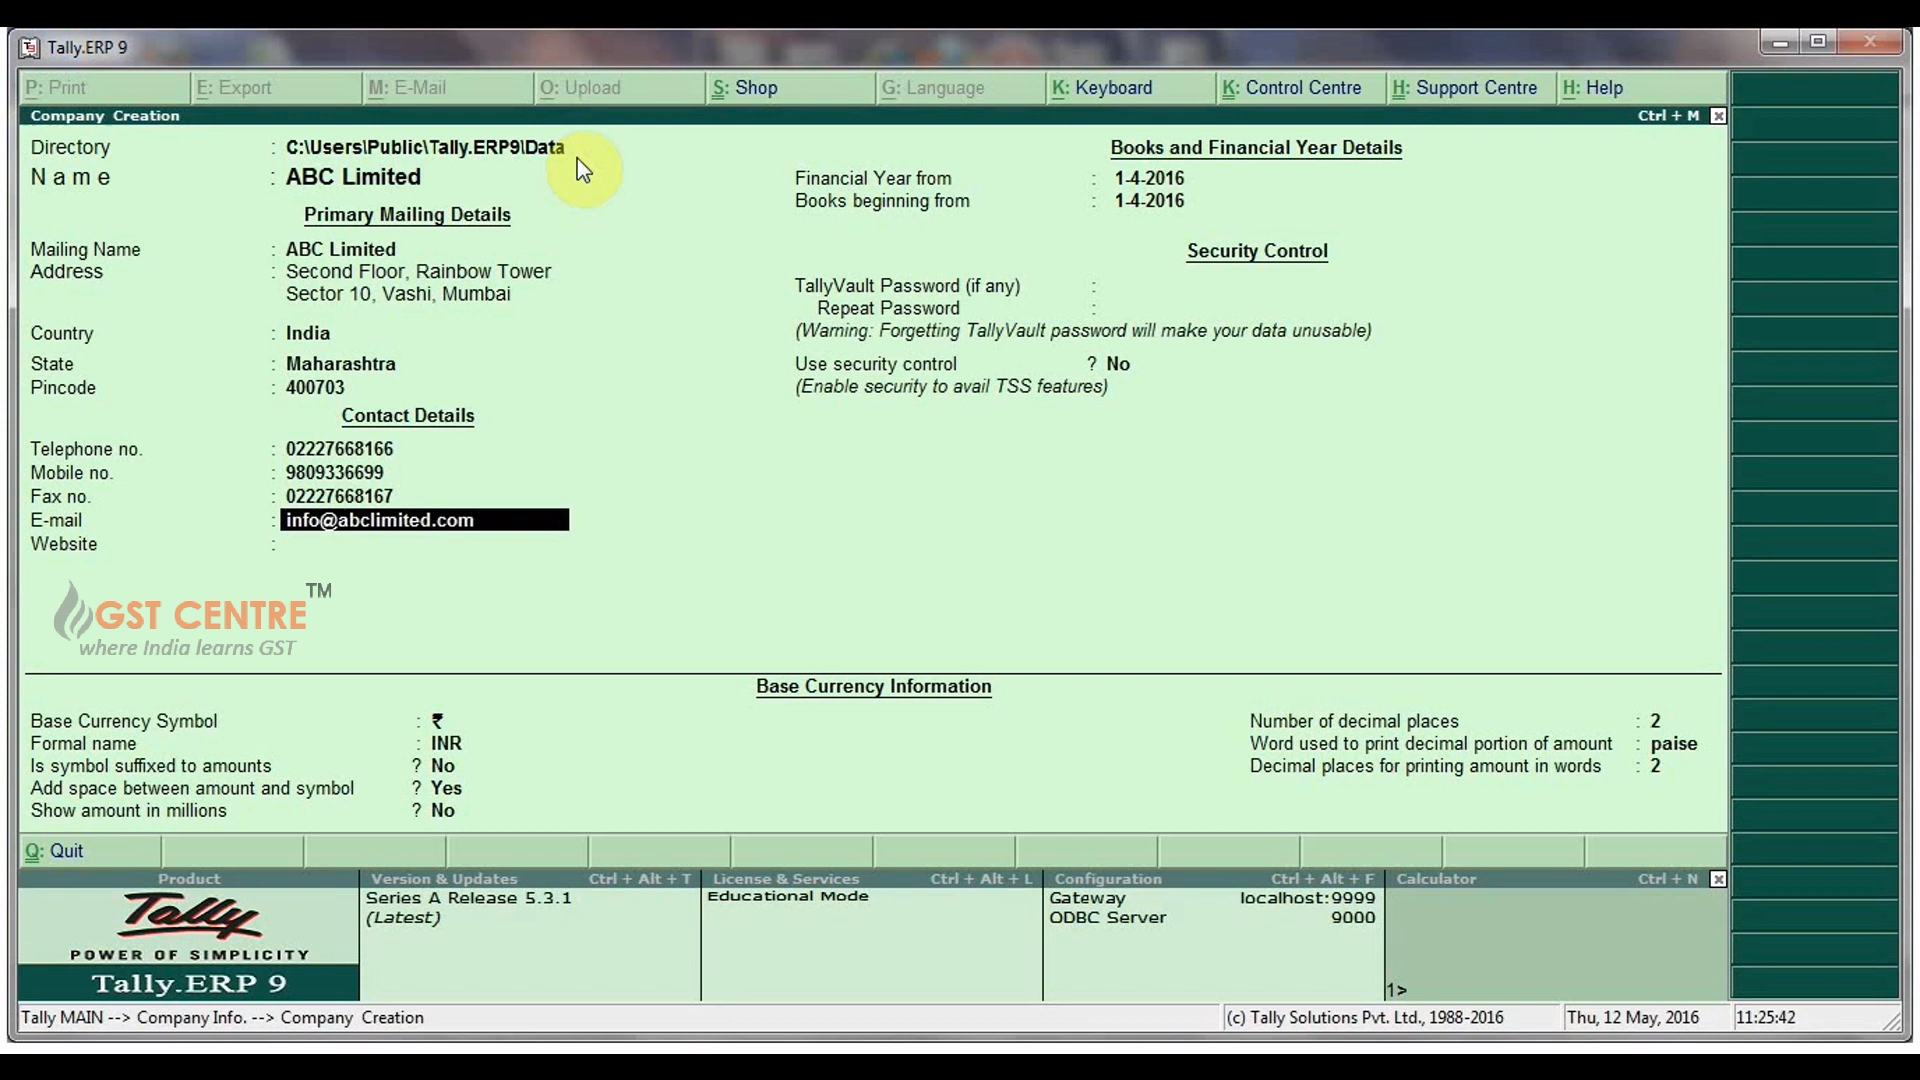 Tally.ERP 9
P: Print E: Export M: E-Mail O: Upload S: Shop G: Language K: Keyboard K: Control Centre H: Support Centre H: Help
Company Creation Ctrl + M
Directory : C:\Users\Public\Tally.ERP9\Data
Name : ABC Limited
Primary Mailing Details
Mailing Name : ABC Limited
Address : Second Floor, Rainbow Tower
Sector 10, Vashi, Mumbai
Country : India
State : Maharashtra
Pincode : 400703
Contact Details
Telephone no. : 02227668166
Mobile no. : 9809336699
Fax no. : 02227668167
E-mail : info@abclimited.com
Website :
Books and Financial Year Details
Financial Year from : 1-4-2016
Books beginning from : 1-4-2016
Security Control
TallyVault Password (if any) :
Repeat Password :
(Warning: Forgetting TallyVault password will make your data unusable)
Use security control ? No
(Enable security to avail TSS features)
GST CENTRE TM
where India learns GST
Base Currency Information
Base Currency Symbol : ₹
Formal name : INR
Is symbol suffixed to amounts ? No
Add space between amount and symbol ? Yes
Show amount in millions ? No
Number of decimal places : 2
Word used to print decimal portion of amount : paise
Decimal places for printing amount in words : 2
Q: Quit
Product
Tally
POWER OF SIMPLICITY
Tally.ERP 9
Version & Updates Ctrl + Alt + T
Series A Release 5.3.1
(Latest)
License & Services Ctrl + Alt + L
Educational Mode
Configuration Ctrl + Alt + F
Gateway localhost:9999
ODBC Server 9000
Calculator Ctrl + N
1>
Tally MAIN --> Company Info. --> Company Creation
(c) Tally Solutions Pvt. Ltd., 1988-2016 Thu, 12 May, 2016 11:25:42